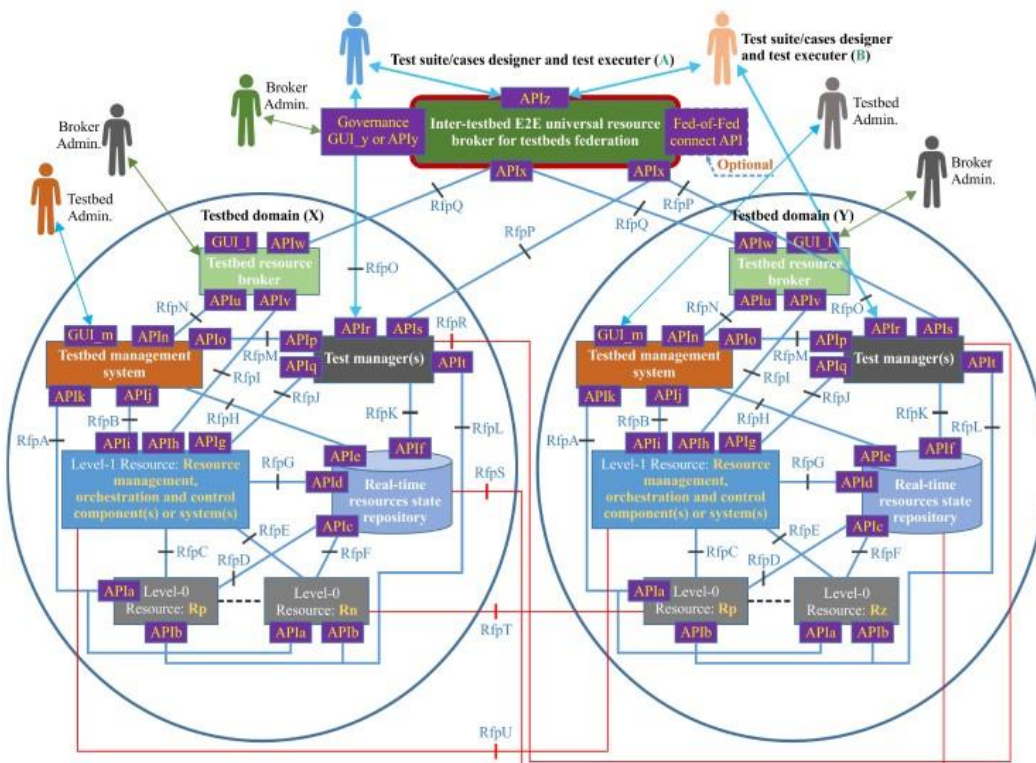 Test suite/cases designer and test executer (A)
Test suite/cases designer
and test executer (B)
Broker
Admin.
Broker
Admin.
Testbed
Admin.
Testbed
Admin.
Broker
Admin.
APIz
Governance
GUI_y or APIy
Inter-testbed E2E universal resource
broker for testbeds federation
Fed-of-Fed
connect API
Optional
APIx
APIx
RfpQ
RfpP
RfpQ
RfpP
RfpO
Testbed domain (X)
GUI_l
APIw
Testbed resource
broker
APIu
APIv
RfpN
RfpM
RfpR
GUI_m
APIn
APIo
APIp
APIr
APIs
Testbed management
system
Test manager(s)
APIq
APIt
APIk
APIj
RfpI
RfpJ
RfpA
RfpB
RfpH
RfpK
RfpL
APIi
APIh
APIg
APIf
APIe
Level-1 Resource: Resource
management,
orchestration and control
component(s) or system(s)
RfpG
APId
Real-time
resources state
repository
APIc
RfpS
RfpC
RfpD
RfpE
RfpF
APIa
Level-0
Resource: Rp
APIb
Level-0
Resource: Rn
APIa
APIb
RfpT
RfpU
Testbed domain (Y)
APIw
GUI_l
Testbed resource
broker
APIu
APIv
RfpN
RfpO
RfpM
GUI_m
APIn
APIo
APIp
APIr
APIs
Testbed management
system
Test manager(s)
APIq
APIt
APIk
APIj
RfpI
RfpJ
RfpA
RfpB
RfpH
RfpK
RfpL
APIi
APIh
APIg
APIf
APIe
Level-1 Resource: Resource
management,
orchestration and control
component(s) or system(s)
RfpG
APId
Real-time
resources state
repository
APIc
RfpC
RfpD
RfpE
RfpF
APIa
Level-0
Resource: Rp
APIb
Level-0
Resource: Rz
APIa
APIb